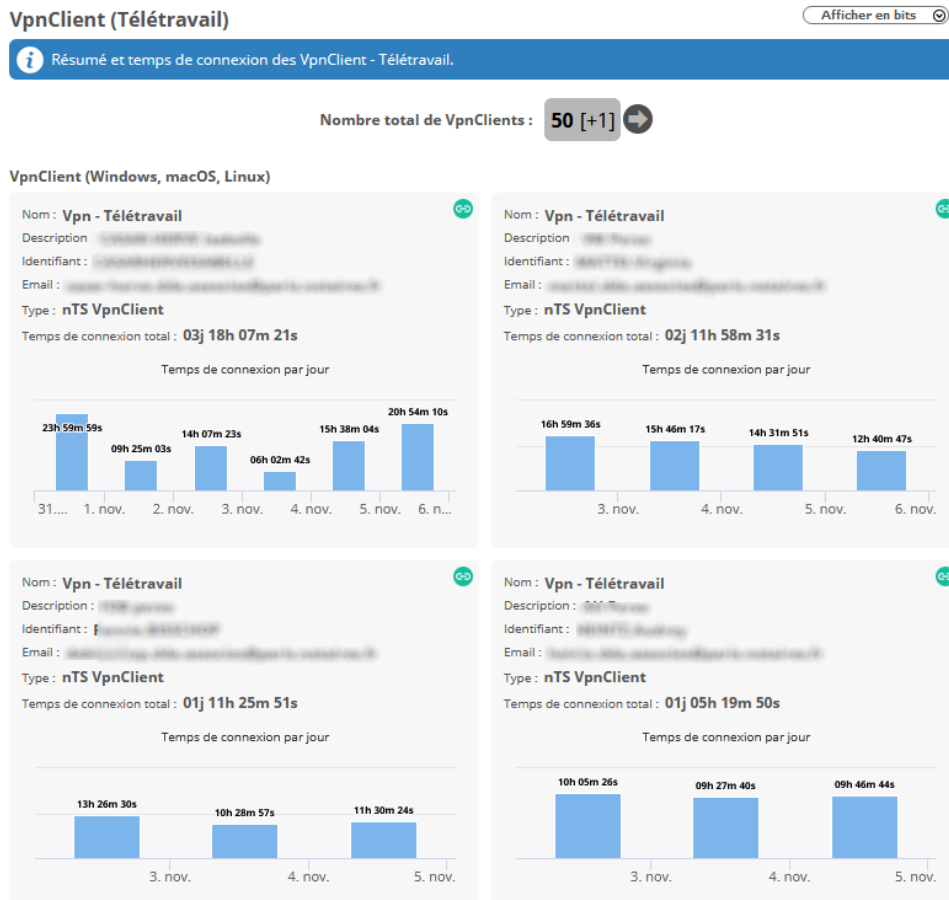 VpnClient (Télétravail)
Afficher en bits
Résumé et temps de connexion des VpnClient - Télétravail.
Nombre total de VpnClients : 50 [+1]
VpnClient (Windows, macOS, Linux)
Nom : Vpn - Télétravail
Description
Identifiant :
Email :
Type : nTS VpnClient
Temps de connexion total : 03j 18h 07m 21s
Temps de connexion par jour
23h 59m 59s
09h 25m 03s
14h 07m 23s
06h 02m 42s
15h 38m 04s
20h 54m 10s
31.... 1. nov. 2. nov. 3. nov. 4. nov. 5. nov. 6. n...
Nom : Vpn - Télétravail
Description
Identifiant :
Email :
Type : nTS VpnClient
Temps de connexion total : 02j 11h 58m 31s
Temps de connexion par jour
16h 59m 36s
15h 46m 17s
14h 31m 51s
12h 40m 47s
3. nov. 4. nov. 5. nov. 6. nov.
Nom : Vpn - Télétravail
Description :
Identifiant :
Email :
Type : nTS VpnClient
Temps de connexion total : 01j 11h 25m 51s
Temps de connexion par jour
13h 26m 30s
10h 28m 57s
11h 30m 24s
3. nov. 4. nov. 5. nov.
Nom : Vpn - Télétravail
Description :
Identifiant :
Email :
Type : nTS VpnClient
Temps de connexion total : 01j 05h 19m 50s
Temps de connexion par jour
10h 05m 26s
09h 27m 40s
09h 46m 44s
3. nov. 4. nov. 5. nov.